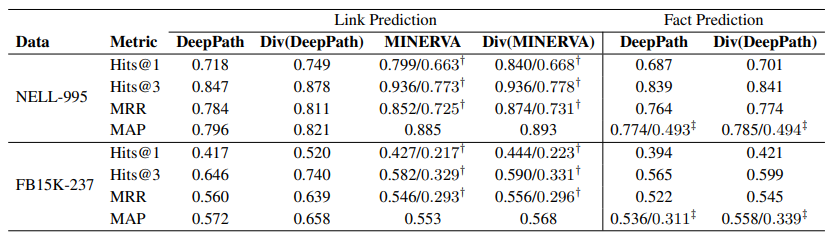 Link Prediction Fact Prediction
Data Metric DeepPath Div(DeepPath) MINERVA Div(MINERVA) DeepPath Div(DeepPath)
NELL-995
Hits@1 0.718 0.749 0.799/0.663† 0.840/0.668† 0.687 0.701
Hits@3 0.847 0.878 0.936/0.773† 0.936/0.778† 0.839 0.841
MRR 0.784 0.811 0.852/0.725† 0.874/0.731† 0.764 0.774
MAP 0.796 0.821 0.885 0.893 0.774/0.493‡ 0.785/0.494‡
FB15K-237
Hits@1 0.417 0.520 0.427/0.217† 0.444/0.223† 0.394 0.421
Hits@3 0.646 0.740 0.582/0.329† 0.590/0.331† 0.565 0.599
MRR 0.560 0.639 0.546/0.293† 0.556/0.296† 0.522 0.545
MAP 0.572 0.658 0.553 0.568 0.536/0.311‡ 0.558/0.339‡